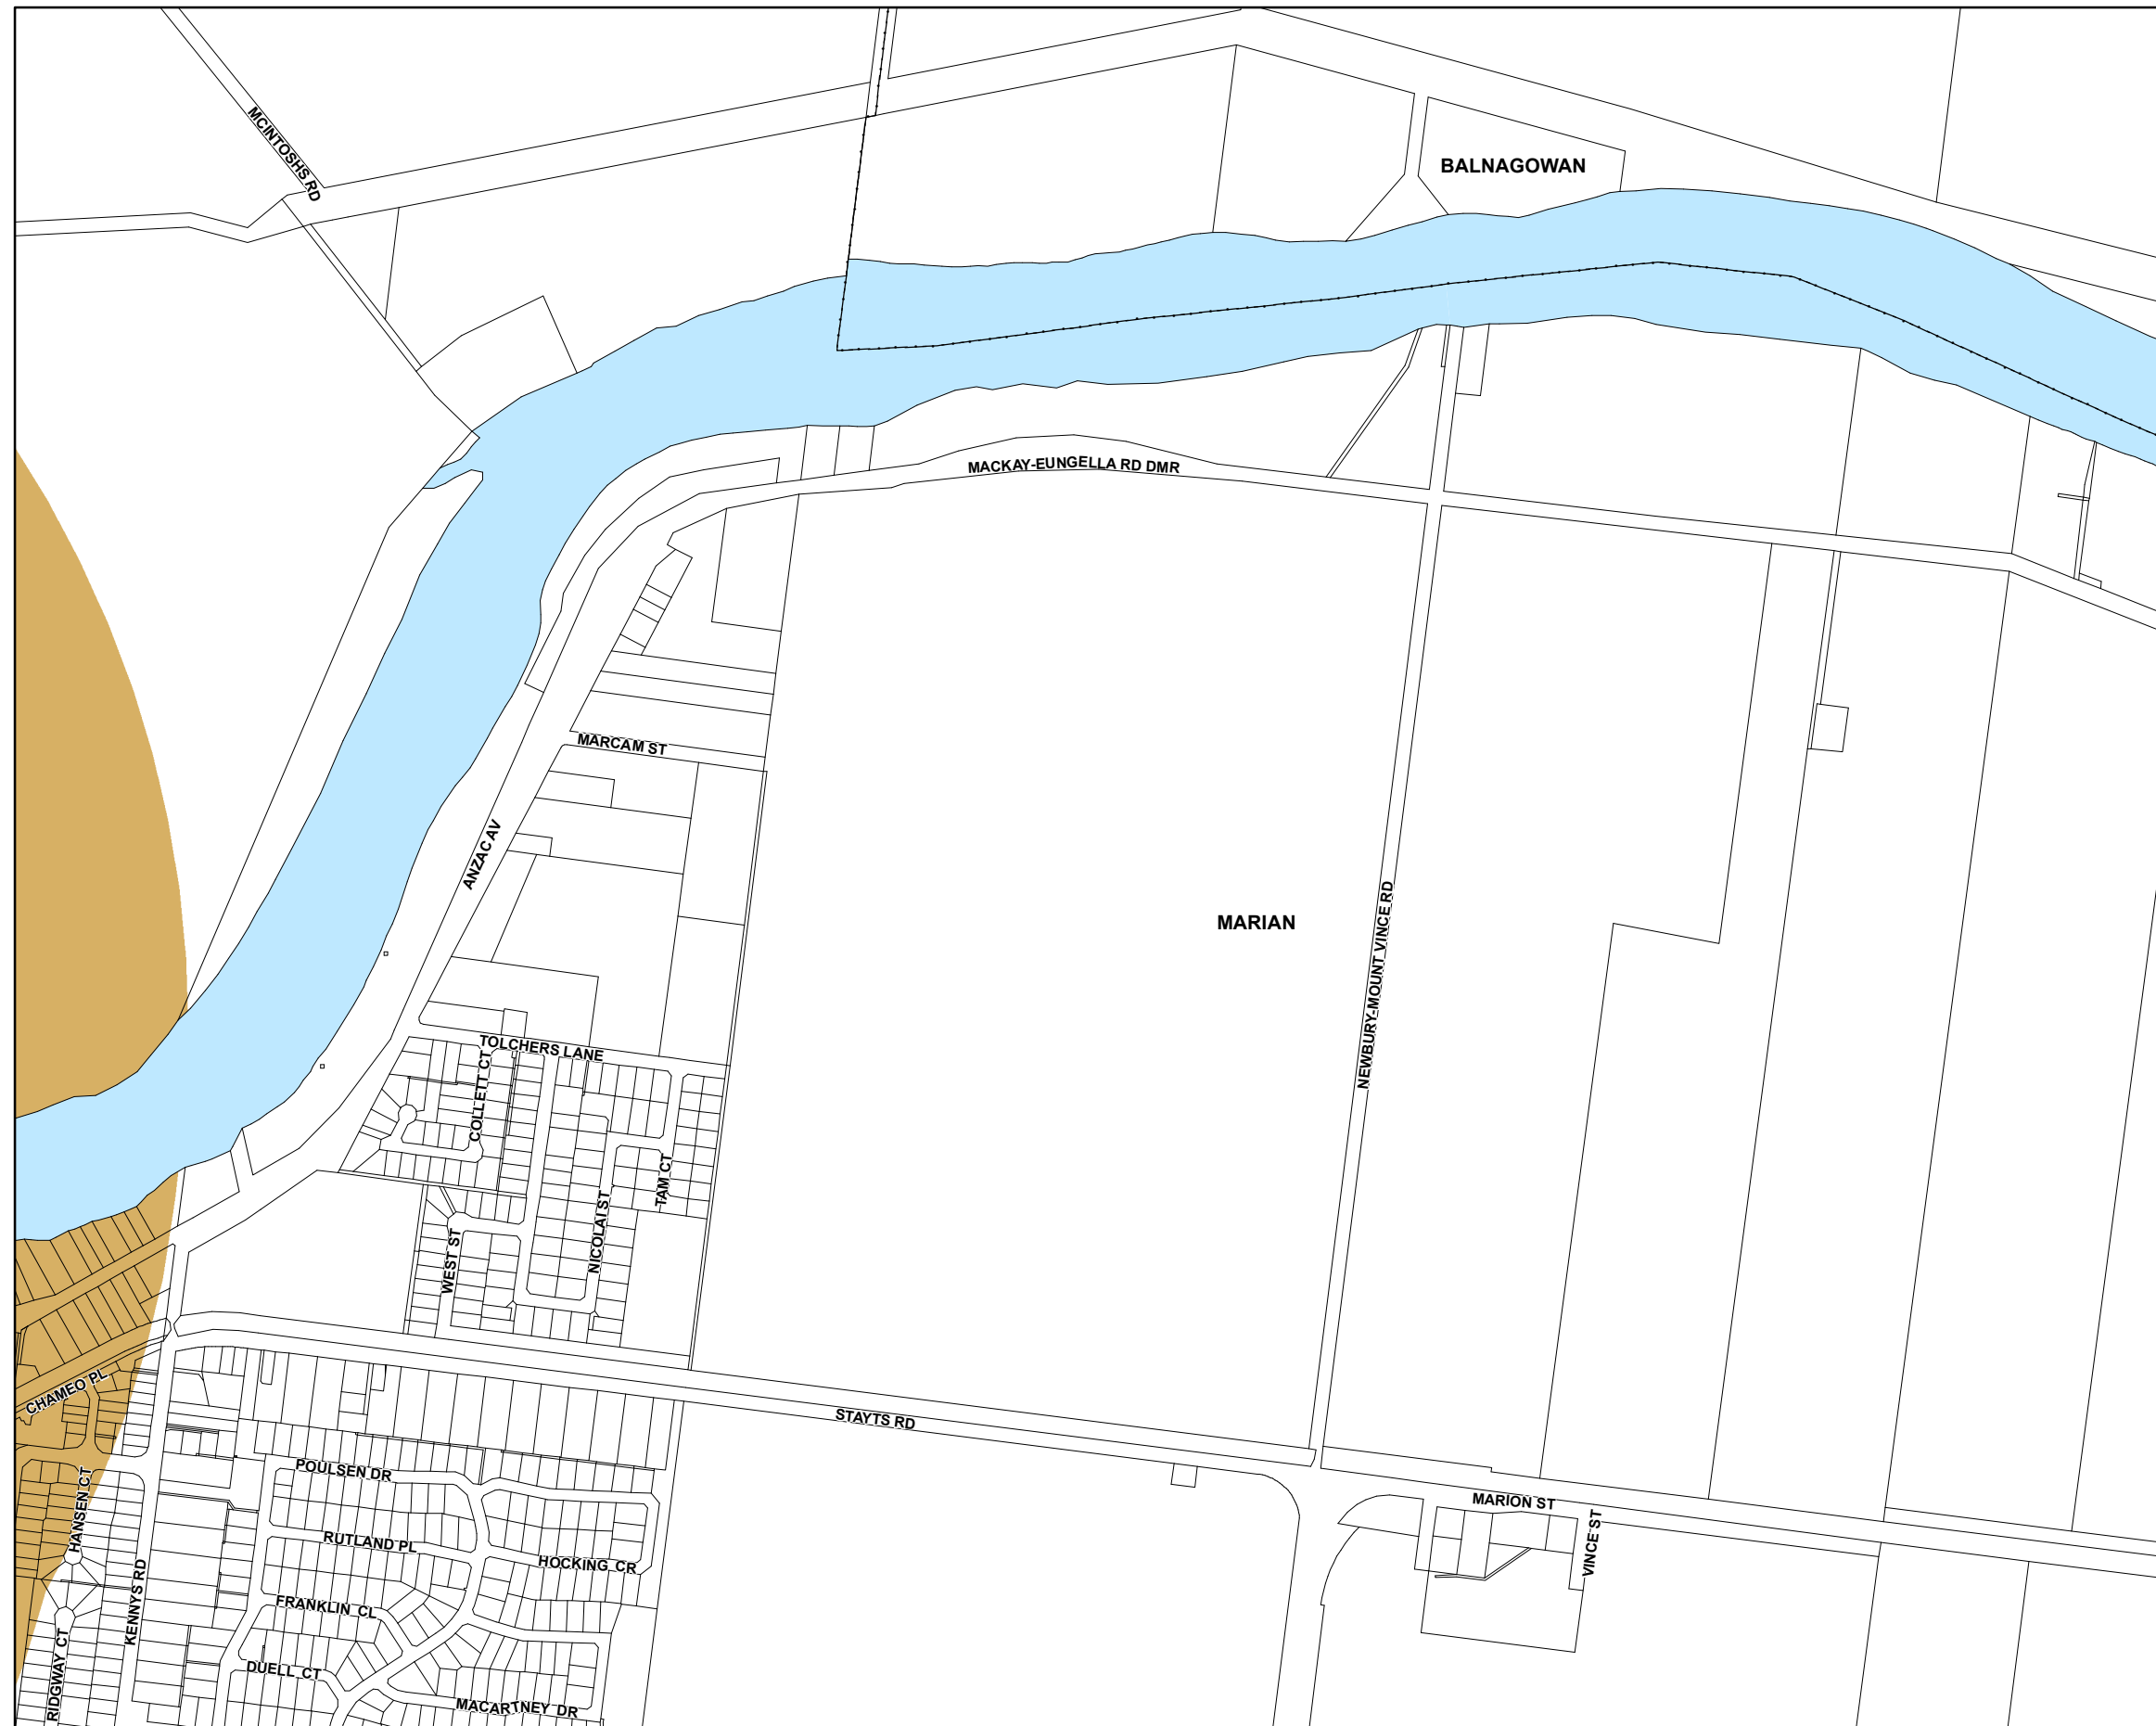 MCINTOSHS RD
BALNAGOWAN
MACKAY-EUNGELLA RD DMR
MARCAM ST
ANZAC AV
MARIAN
NEWBURY-MOUNT VINCE RD
TOLCHERS LANE
COLLETT CT
TAM CT
NICOLAI ST
WEST ST
CHAMEO PL
STAYTS RD
POULSEN DR
HANSEN CT
MARION ST
VINCE ST
RUTLAND PL
HOCKING CR
KENNYS RD
FRANKLIN CL
RIDGWAY CT
DUELL CT
MACARTNEY DR